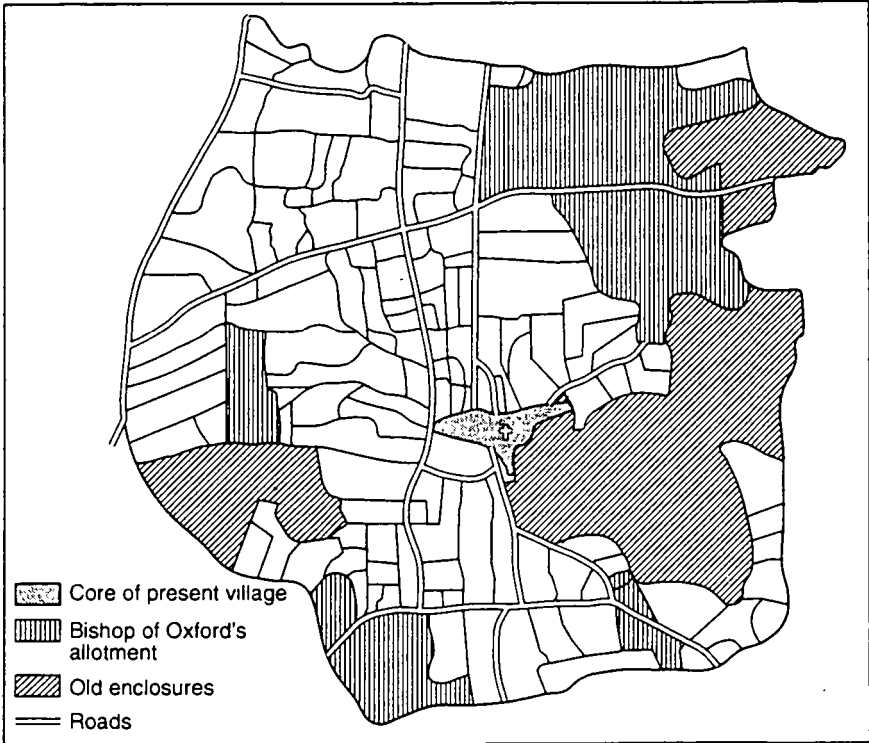 Core of present village
Bishop of Oxford's
allotment
Old enclosures
Roads